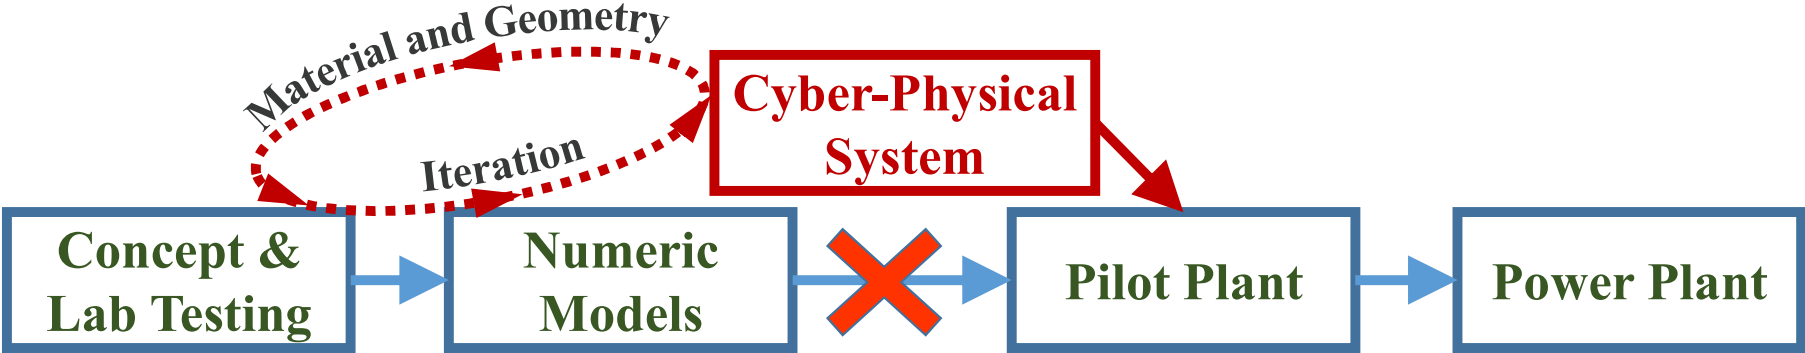 Material and Geometry
Iteration
Cyber-Physical
System
Concept &
Lab Testing
Numeric
Models
Pilot Plant
Power Plant